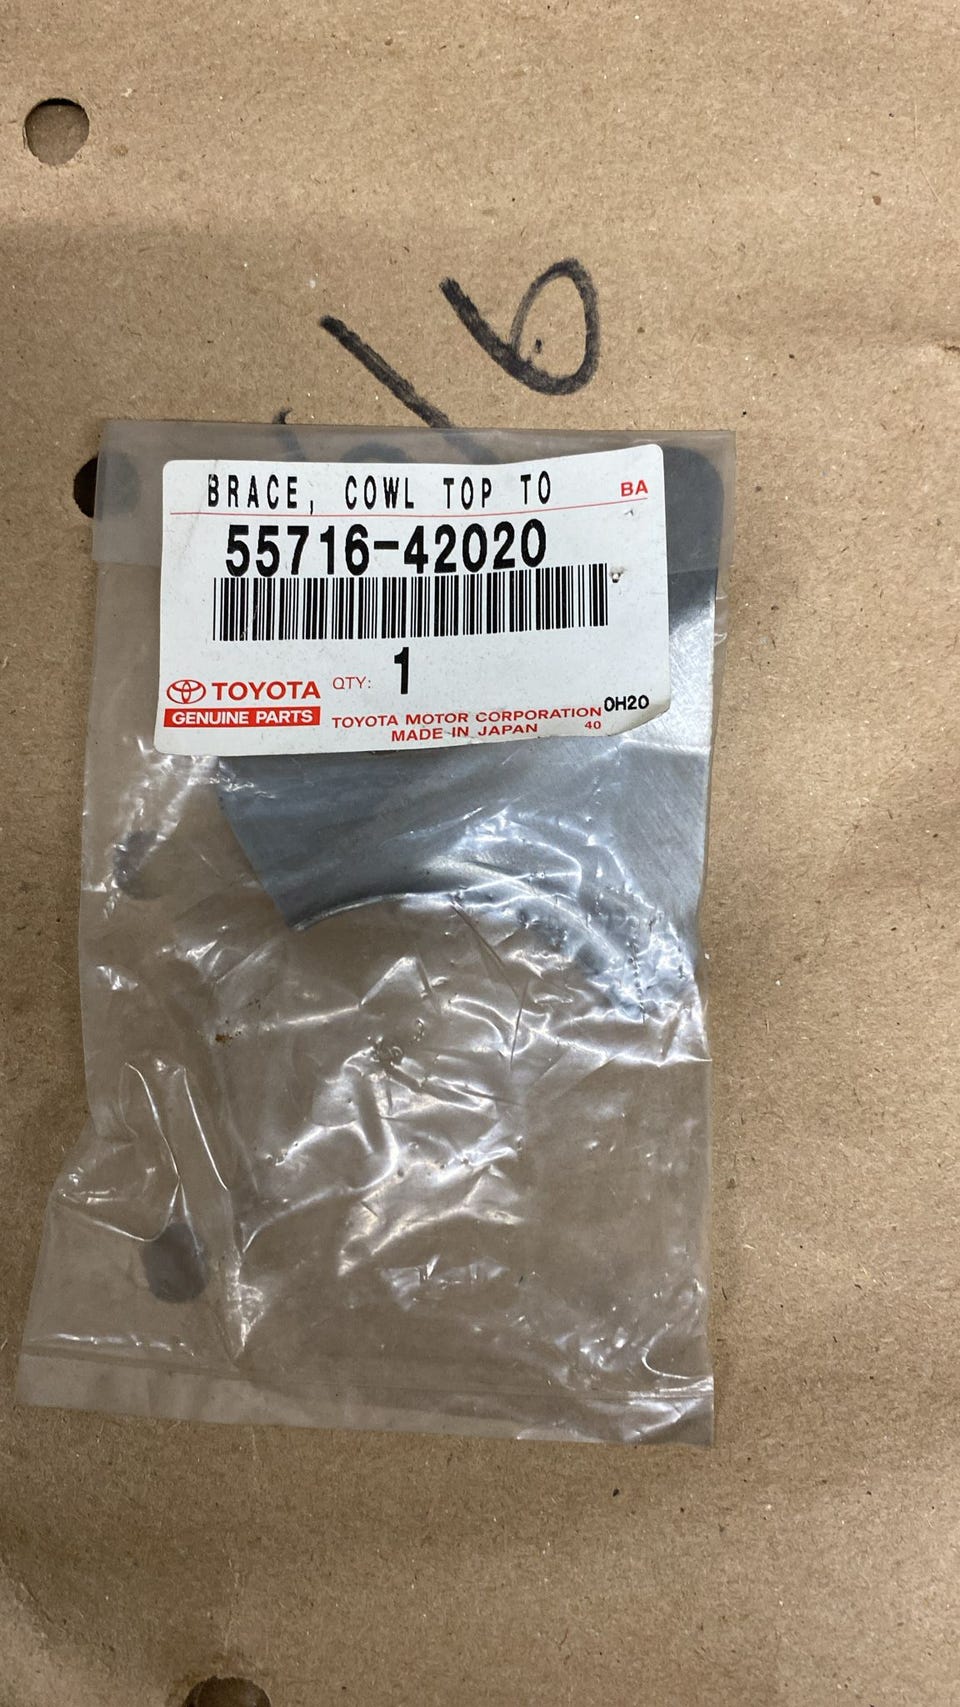 16
BRACE, COWL TOP TO BA
55716-42020
QTY: 1
TOYOTA
GENUINE PARTS
TOYOTA MOTOR CORPORATION 0H20
MADE IN JAPAN 40